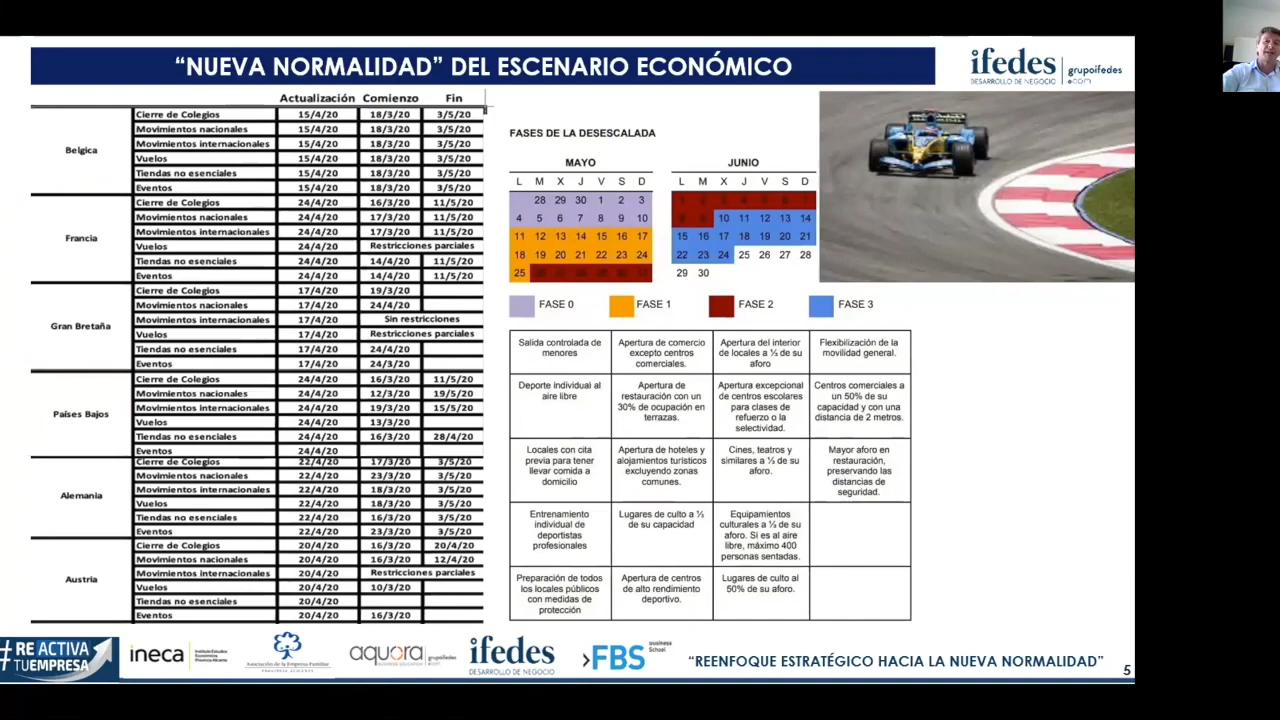 “NUEVA NORMALIDAD” DEL ESCENARIO ECONÓMICO
ifedes
DESARROLLO DE NEGOCIO
grupoifedes
.com
Actualización Comienzo Fin
Belgica
Cierre de Colegios 15/4/20 18/3/20 3/5/20
Movimientos nacionales 15/4/20 18/3/20 3/5/20
Movimientos internacionales 15/4/20 18/3/20 3/5/20
Vuelos 15/4/20 18/3/20 3/5/20
Tiendas no esenciales 15/4/20 18/3/20 3/5/20
Eventos 15/4/20 18/3/20 3/5/20
Francia
Cierre de Colegios 24/4/20 16/3/20 11/5/20
Movimientos nacionales 24/4/20 17/3/20 11/5/20
Movimientos internacionales 24/4/20 17/3/20 11/5/20
Vuelos 24/4/20 Restricciones parciales
Tiendas no esenciales 24/4/20 14/4/20 11/5/20
Eventos 24/4/20 14/4/20 11/5/20
Gran Bretaña
Cierre de Colegios 17/4/20 19/3/20
Movimientos nacionales 17/4/20 24/4/20
Movimientos internacionales 17/4/20 Sin restricciones
Vuelos 17/4/20 Restricciones parciales
Tiendas no esenciales 17/4/20 24/4/20
Eventos 17/4/20 24/3/20
Países Bajos
Cierre de Colegios 24/4/20 16/3/20 11/5/20
Movimientos nacionales 24/4/20 12/3/20 19/5/20
Movimientos internacionales 24/4/20 19/3/20 15/5/20
Vuelos 24/4/20 13/3/20
Tiendas no esenciales 24/4/20 16/3/20 28/4/20
Eventos 24/4/20
Alemania
Cierre de Colegios 22/4/20 17/3/20 3/5/20
Movimientos nacionales 22/4/20 23/3/20 3/5/20
Movimientos internacionales 22/4/20 18/3/20 3/5/20
Vuelos 22/4/20 18/3/20 3/5/20
Tiendas no esenciales 22/4/20 16/3/20 3/5/20
Eventos 22/4/20 23/3/20 3/5/20
Austria
Cierre de Colegios 20/4/20 16/3/20 20/4/20
Movimientos nacionales 20/4/20 16/3/20 12/4/20
Movimientos internacionales 20/4/20 Restricciones parciales
Vuelos 20/4/20 10/3/20
Tiendas no esenciales 20/4/20
Eventos 20/4/20 16/3/20
FASES DE LA DESESCALADA
MAYO
L M X J V S D
28 29 30 1 2 3
4 5 6 7 8 9 10
11 12 13 14 15 16 17
18 19 20 21 22 23 24
25
JUNIO
L M X J V S D
10 11 12 13 14
15 16 17 18 19 20 21
22 23 24 25 26 27 28
29 30
FASE 0 FASE 1 FASE 2 FASE 3
Salida controlada de
menores
Apertura de comercio
excepto centros
comerciales.
Apertura del interior
de locales a ⅓ de su
aforo
Flexibilización de la
movilidad general.
Deporte individual al
aire libre
Apertura de
restauración con un
30% de ocupación en
terrazas.
Apertura excepcional
de centros escolares
para clases de
refuerzo o la
selectividad.
Centros comerciales a
un 50% de su
capacidad y con una
distancia de 2 metros.
Locales con cita
previa para tener
llevar comida a
domicilio
Apertura de hoteles y
alojamientos turísticos
excluyendo zonas
comunes.
Cines, teatros y
similares a ⅓ de su
aforo.
Mayor aforo en
restauración,
preservando las
distancias de
seguridad.
Entrenamiento
individual de
deportistas
profesionales
Lugares de culto a ⅓
de su capacidad
Equipamientos
culturales a ⅓ de su
aforo. Si es al aire
libre, máximo 400
personas sentadas.
Preparación de todos
los locales públicos
con medidas de
protección
Apertura de centros
de alto rendimiento
deportivo.
Lugares de culto al
50% de su aforo.
#RE ACTIVA
TU EMPRESA
ineca
Instituto Estudios
Económicos
Provincia Alicante
Asociación de la Empresa Familiar
PROVINCIA ALICANTE
aquora
BUSINESS EDUCATION
grupoifedes
.com
ifedes
DESARROLLO DE NEGOCIO
FBS
business
School
“REENFOQUE ESTRATÉGICO HACIA LA NUEVA NORMALIDAD”
5